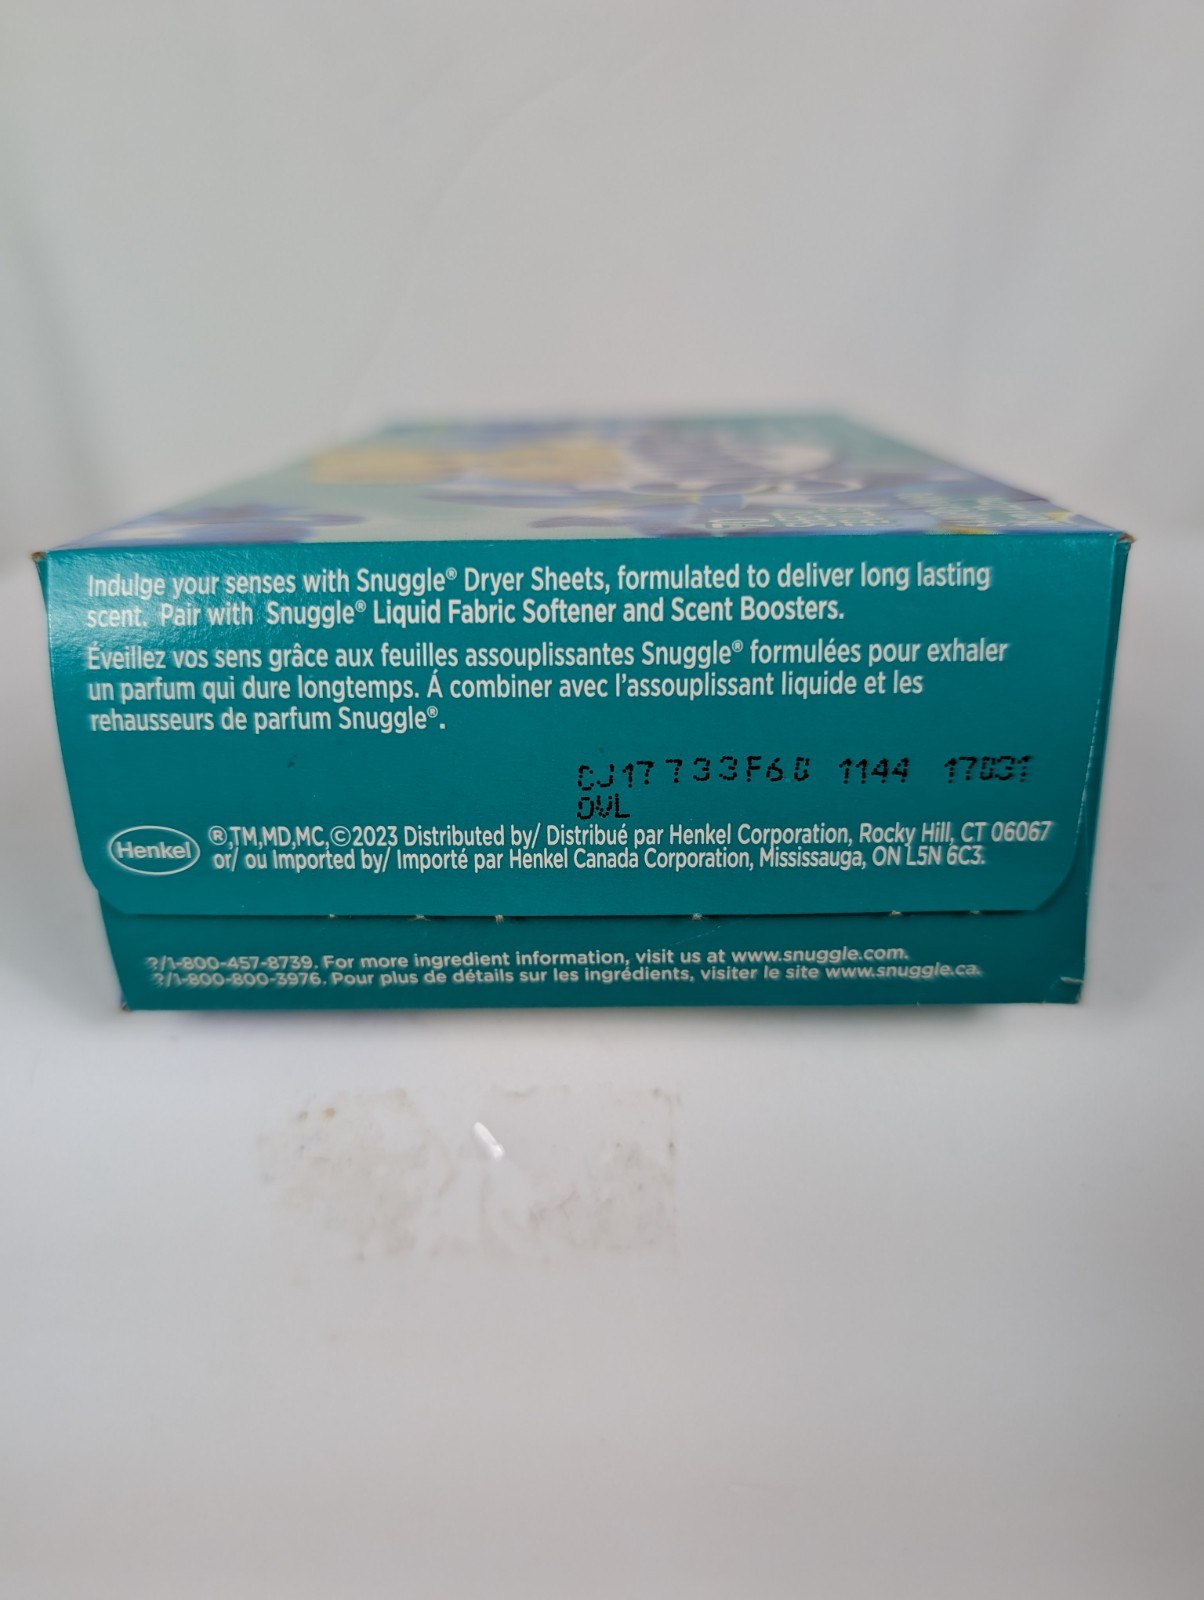 Indulge your senses with Snuggle® Dryer Sheets, formulated to deliver long lasting
scent. Pair with Snuggle® Liquid Fabric Softener and Scent Boosters.
Éveillez vos sens grâce aux feuilles assouplissantes Snuggle® formulées pour exhaler
un parfum qui dure longtemps. Á combiner avec l'assouplissant liquide et les
rehausseurs de parfum Snuggle®.
1144
Henkel
®,TM,MD,MC,©2023 Distributed by/ Distribué par Henkel Corporation, Rocky Hill, CT 06067
or/ ou Imported by/ Importé par Henkel Canada Corporation, Mississauga, ON L5N 6C3.
?/1-800-457-8739. For more ingredient information, visit us at www.snuggle.com.
?/1-800-800-3976. Pour plus de détails sur les ingrédients, visiter le site www.snuggle.ca.